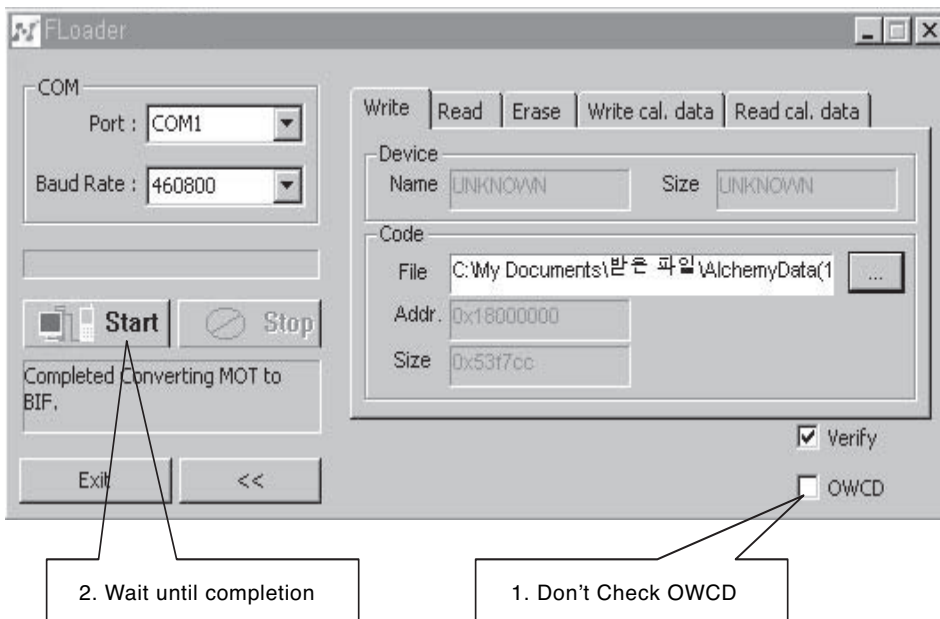 FLoader
COM
Port : COM1
Baud Rate : 460800
Start
Stop
Completed Converting MOT to
BIF.
Exit
<<
Write Read Erase Write cal. data Read cal. data
Device
Name UNKNOWN Size UNKNOWN
Code
File C:\My Documents\받은 파일\AlchemyData(1 ...
Addr. 0x18000000
Size 0x53f7cc
Verify
OWCD
2. Wait until completion
1. Don't Check OWCD